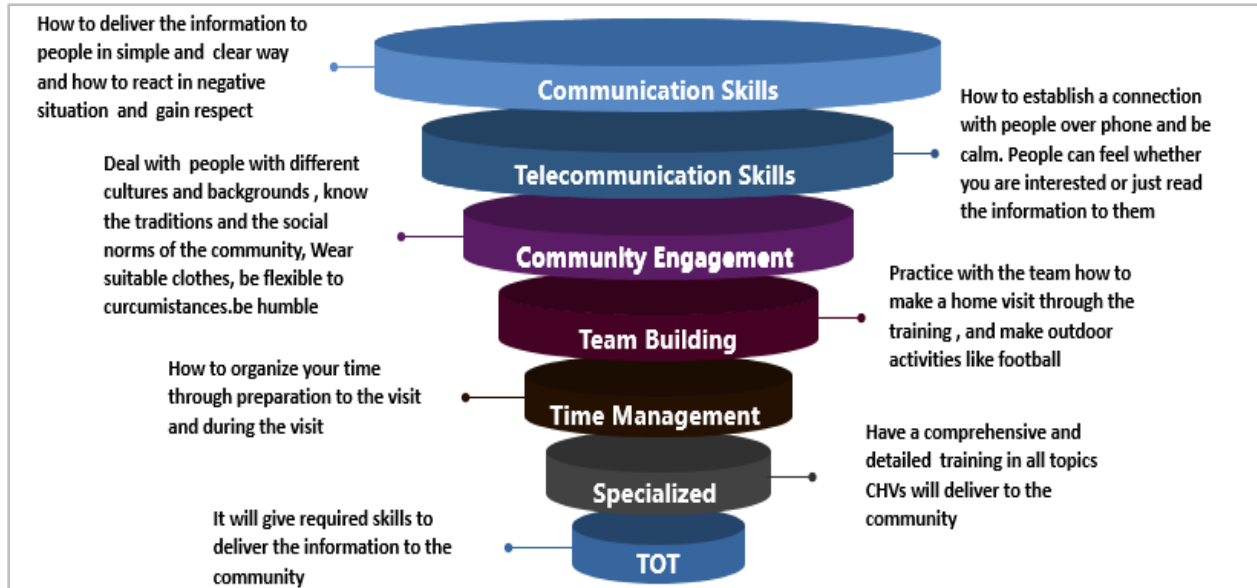 How to deliver the information to
people in simple and clear way
and how to react in negative
situation and gain respect
Communication Skills
How to establish a connection
with people over phone and be
calm. People can feel whether
you are interested or just read
the information to them
Telecommunication Skills
Deal with people with different
cultures and backgrounds , know
the traditions and the social
norms of the community, Wear
suitable clothes, be flexible to
curcumistances.be humble
Community Engagement
Practice with the team how to
make a home visit through the
training , and make outdoor
activities like football
Team Building
How to organize your time
through preparation to the visit
and during the visit
Time Management
Have a comprehensive and
detailed training in all topics
CHVs will deliver to the
community
Specialized
It will give required skills to
deliver the information to the
community
TOT